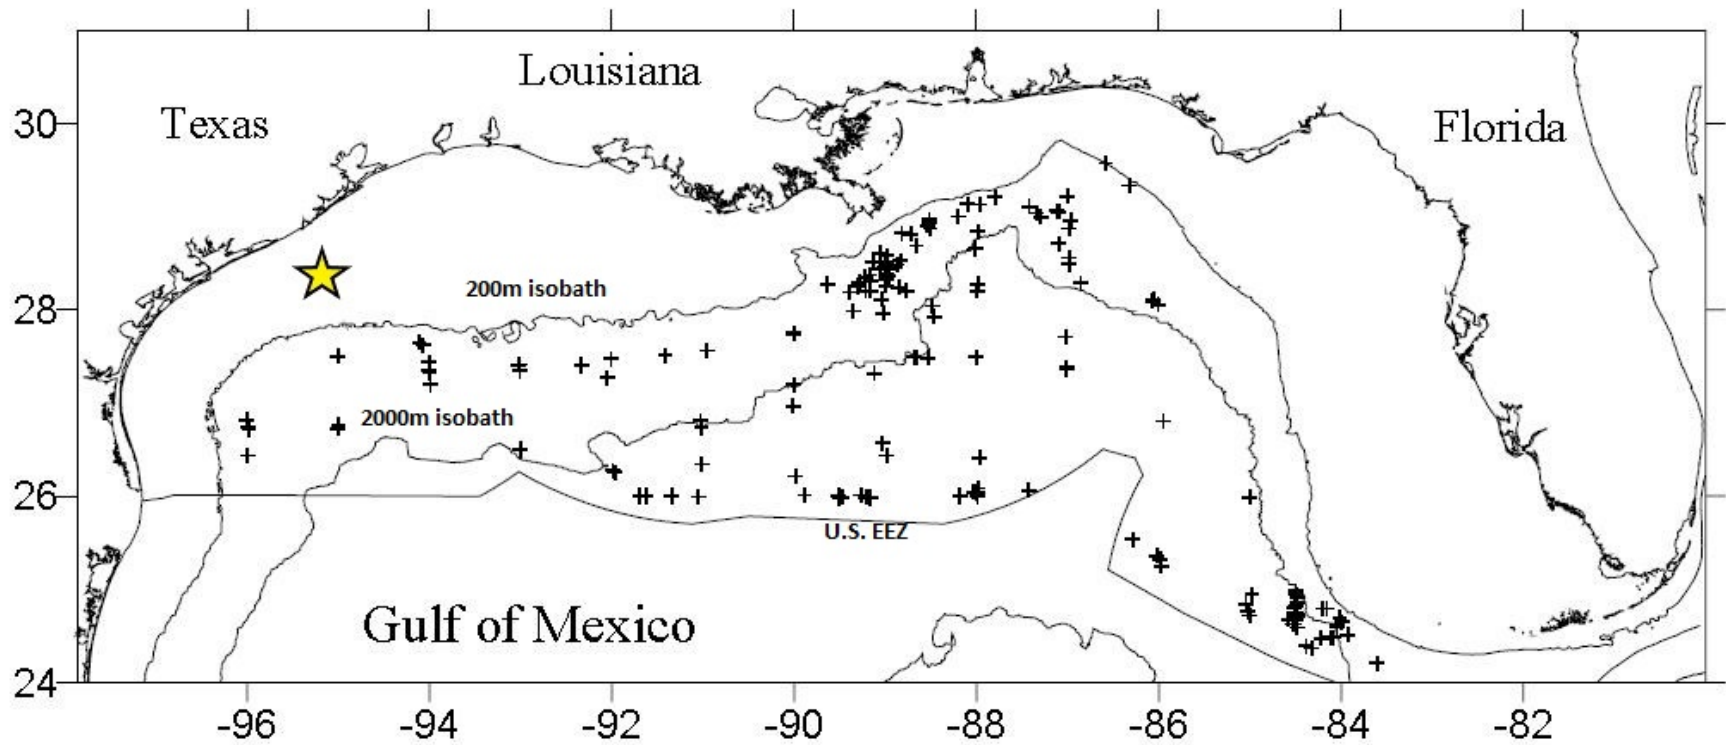 Louisiana
Texas
Florida
30
28
26
24
200m isobath
2000m isobath
U.S. EEZ
Gulf of Mexico
-96 -94 -92 -90 -88 -86 -84 -82